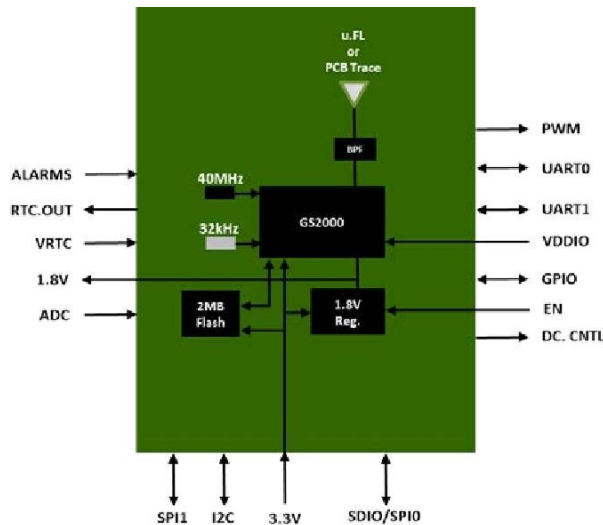 u.FL
or
PCB Trace
BPF
40MHz
GS2000
32kHz
2MB
Flash
1.8V
Reg.
ALARMS
RTC.OUT
VRTC
1.8V
ADC
PWM
UART0
UART1
VDDIO
GPIO
EN
DC. CNTL
SPI1
I2C
3.3V
SDIO/SPI0